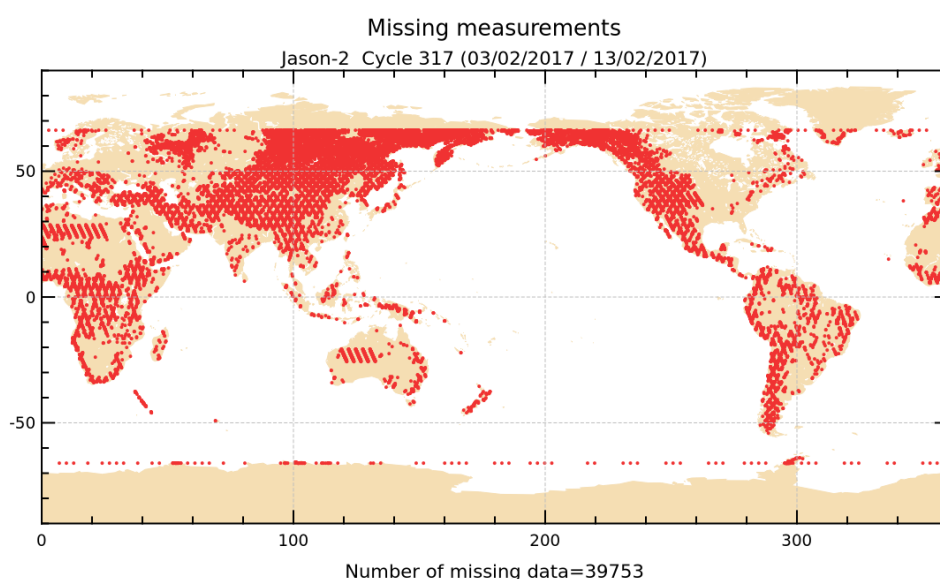 Missing measurements
Jason-2 Cycle 317 (03/02/2017 / 13/02/2017)
50
0
-50
0 100 200 300
Number of missing data=39753